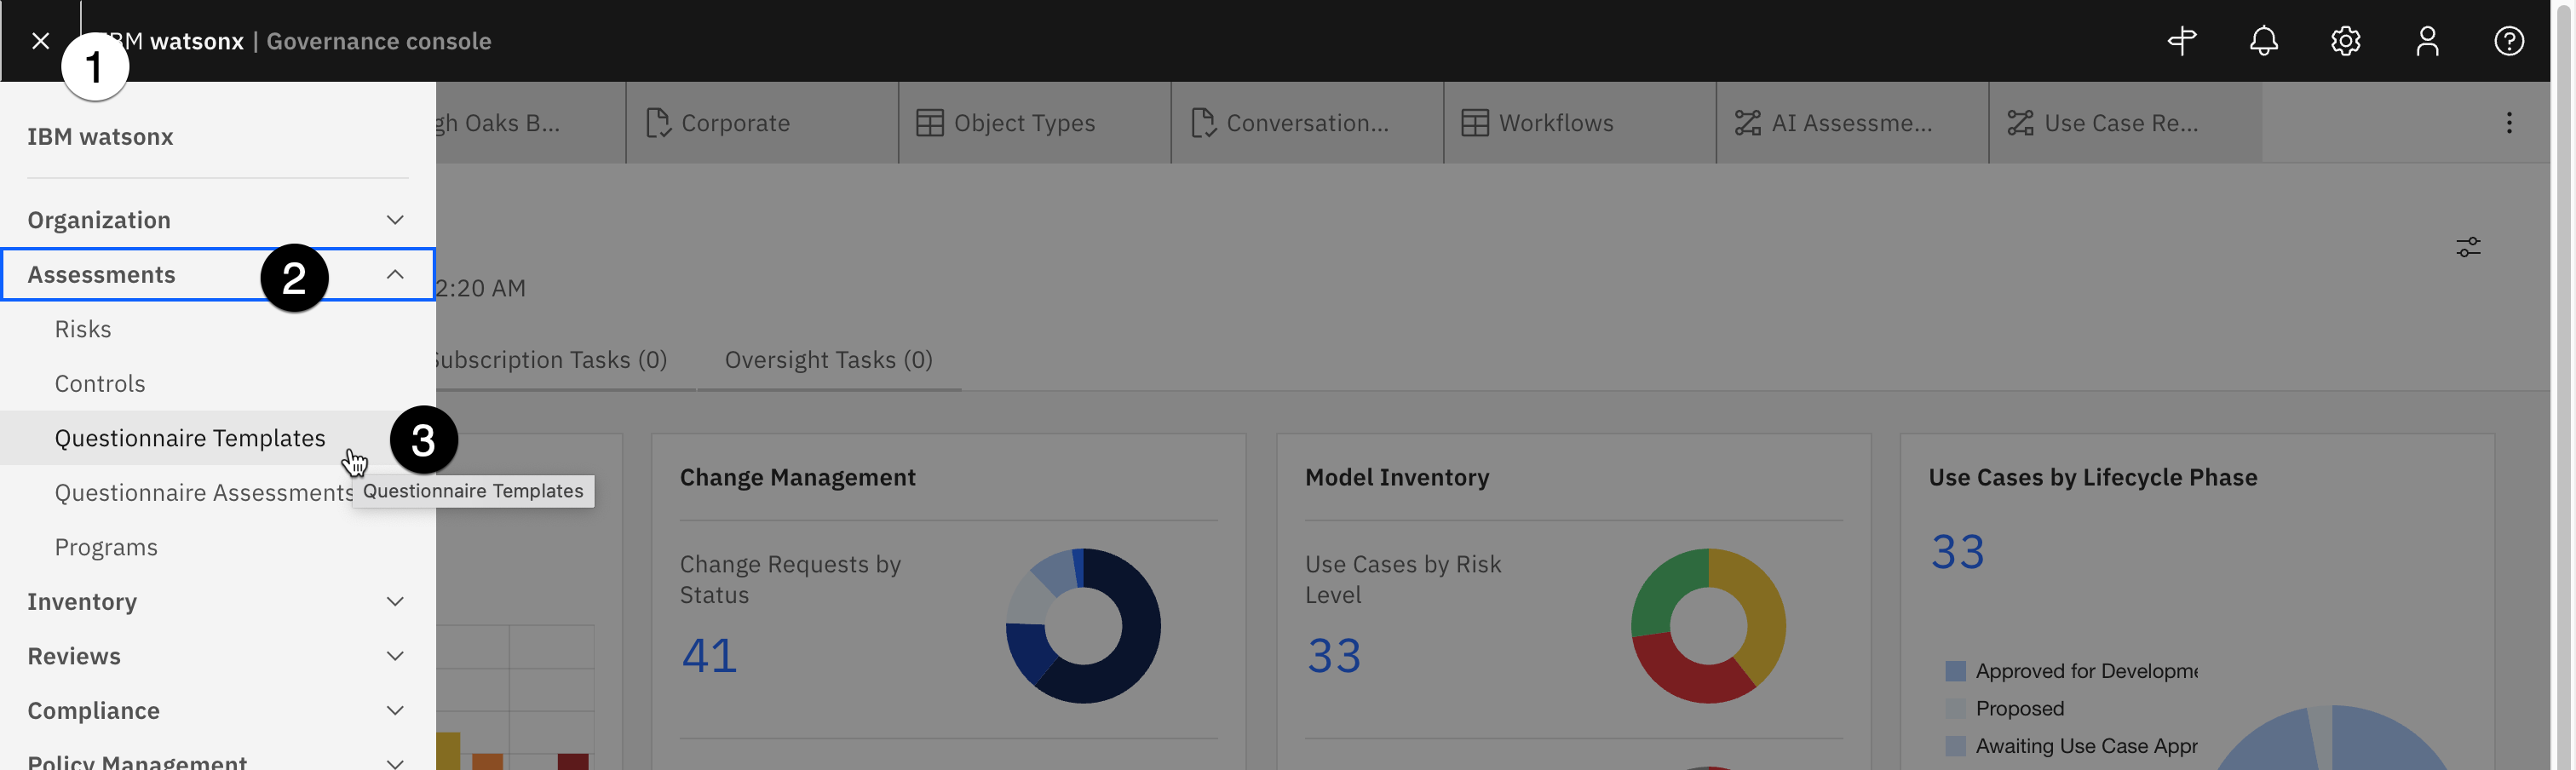 1
BM watsonx | Governance console
IBM watsonx
Organization
Assessments
2
Risks
Controls
Questionnaire Templates
3
Questionnaire Assessments
Questionnaire Templates
Programs
Inventory
Reviews
Compliance
Policy Management
gh Oaks B...
Corporate
Object Types
Conversation...
Workflows
AI Assessme...
Use Case Re...
2:20 AM
Subscription Tasks (0)
Oversight Tasks (0)
Change Management
Change Requests by
Status
41
Model Inventory
Use Cases by Risk
Level
33
Use Cases by Lifecycle Phase
33
Approved for Developme
Proposed
Awaiting Use Case Appr